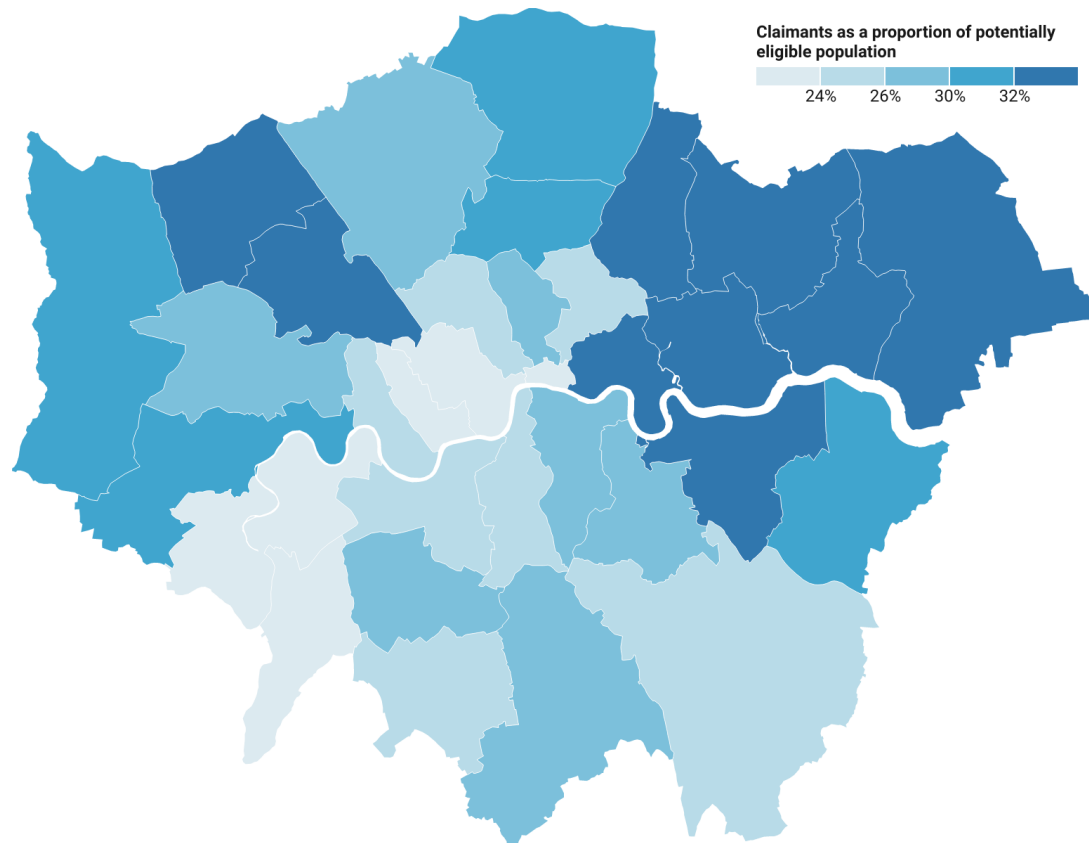 Claimants as a proportion of potentially
eligible population
24% 26% 30% 32%